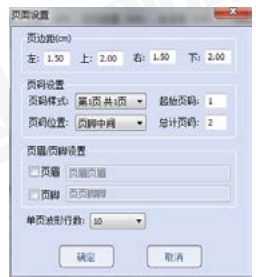 页面设置
页边距(cm)
左: 1.50 上: 2.00 右: 1.50 下: 2.00
页码设置
页码样式: 第1页 共1页 起始页码: 1
页码位置: 页脚中间 总计页码: 2
页眉/页脚设置
页眉 页眉页眉
页脚 页页脚脚
单页波形行数: 10
确定 取消